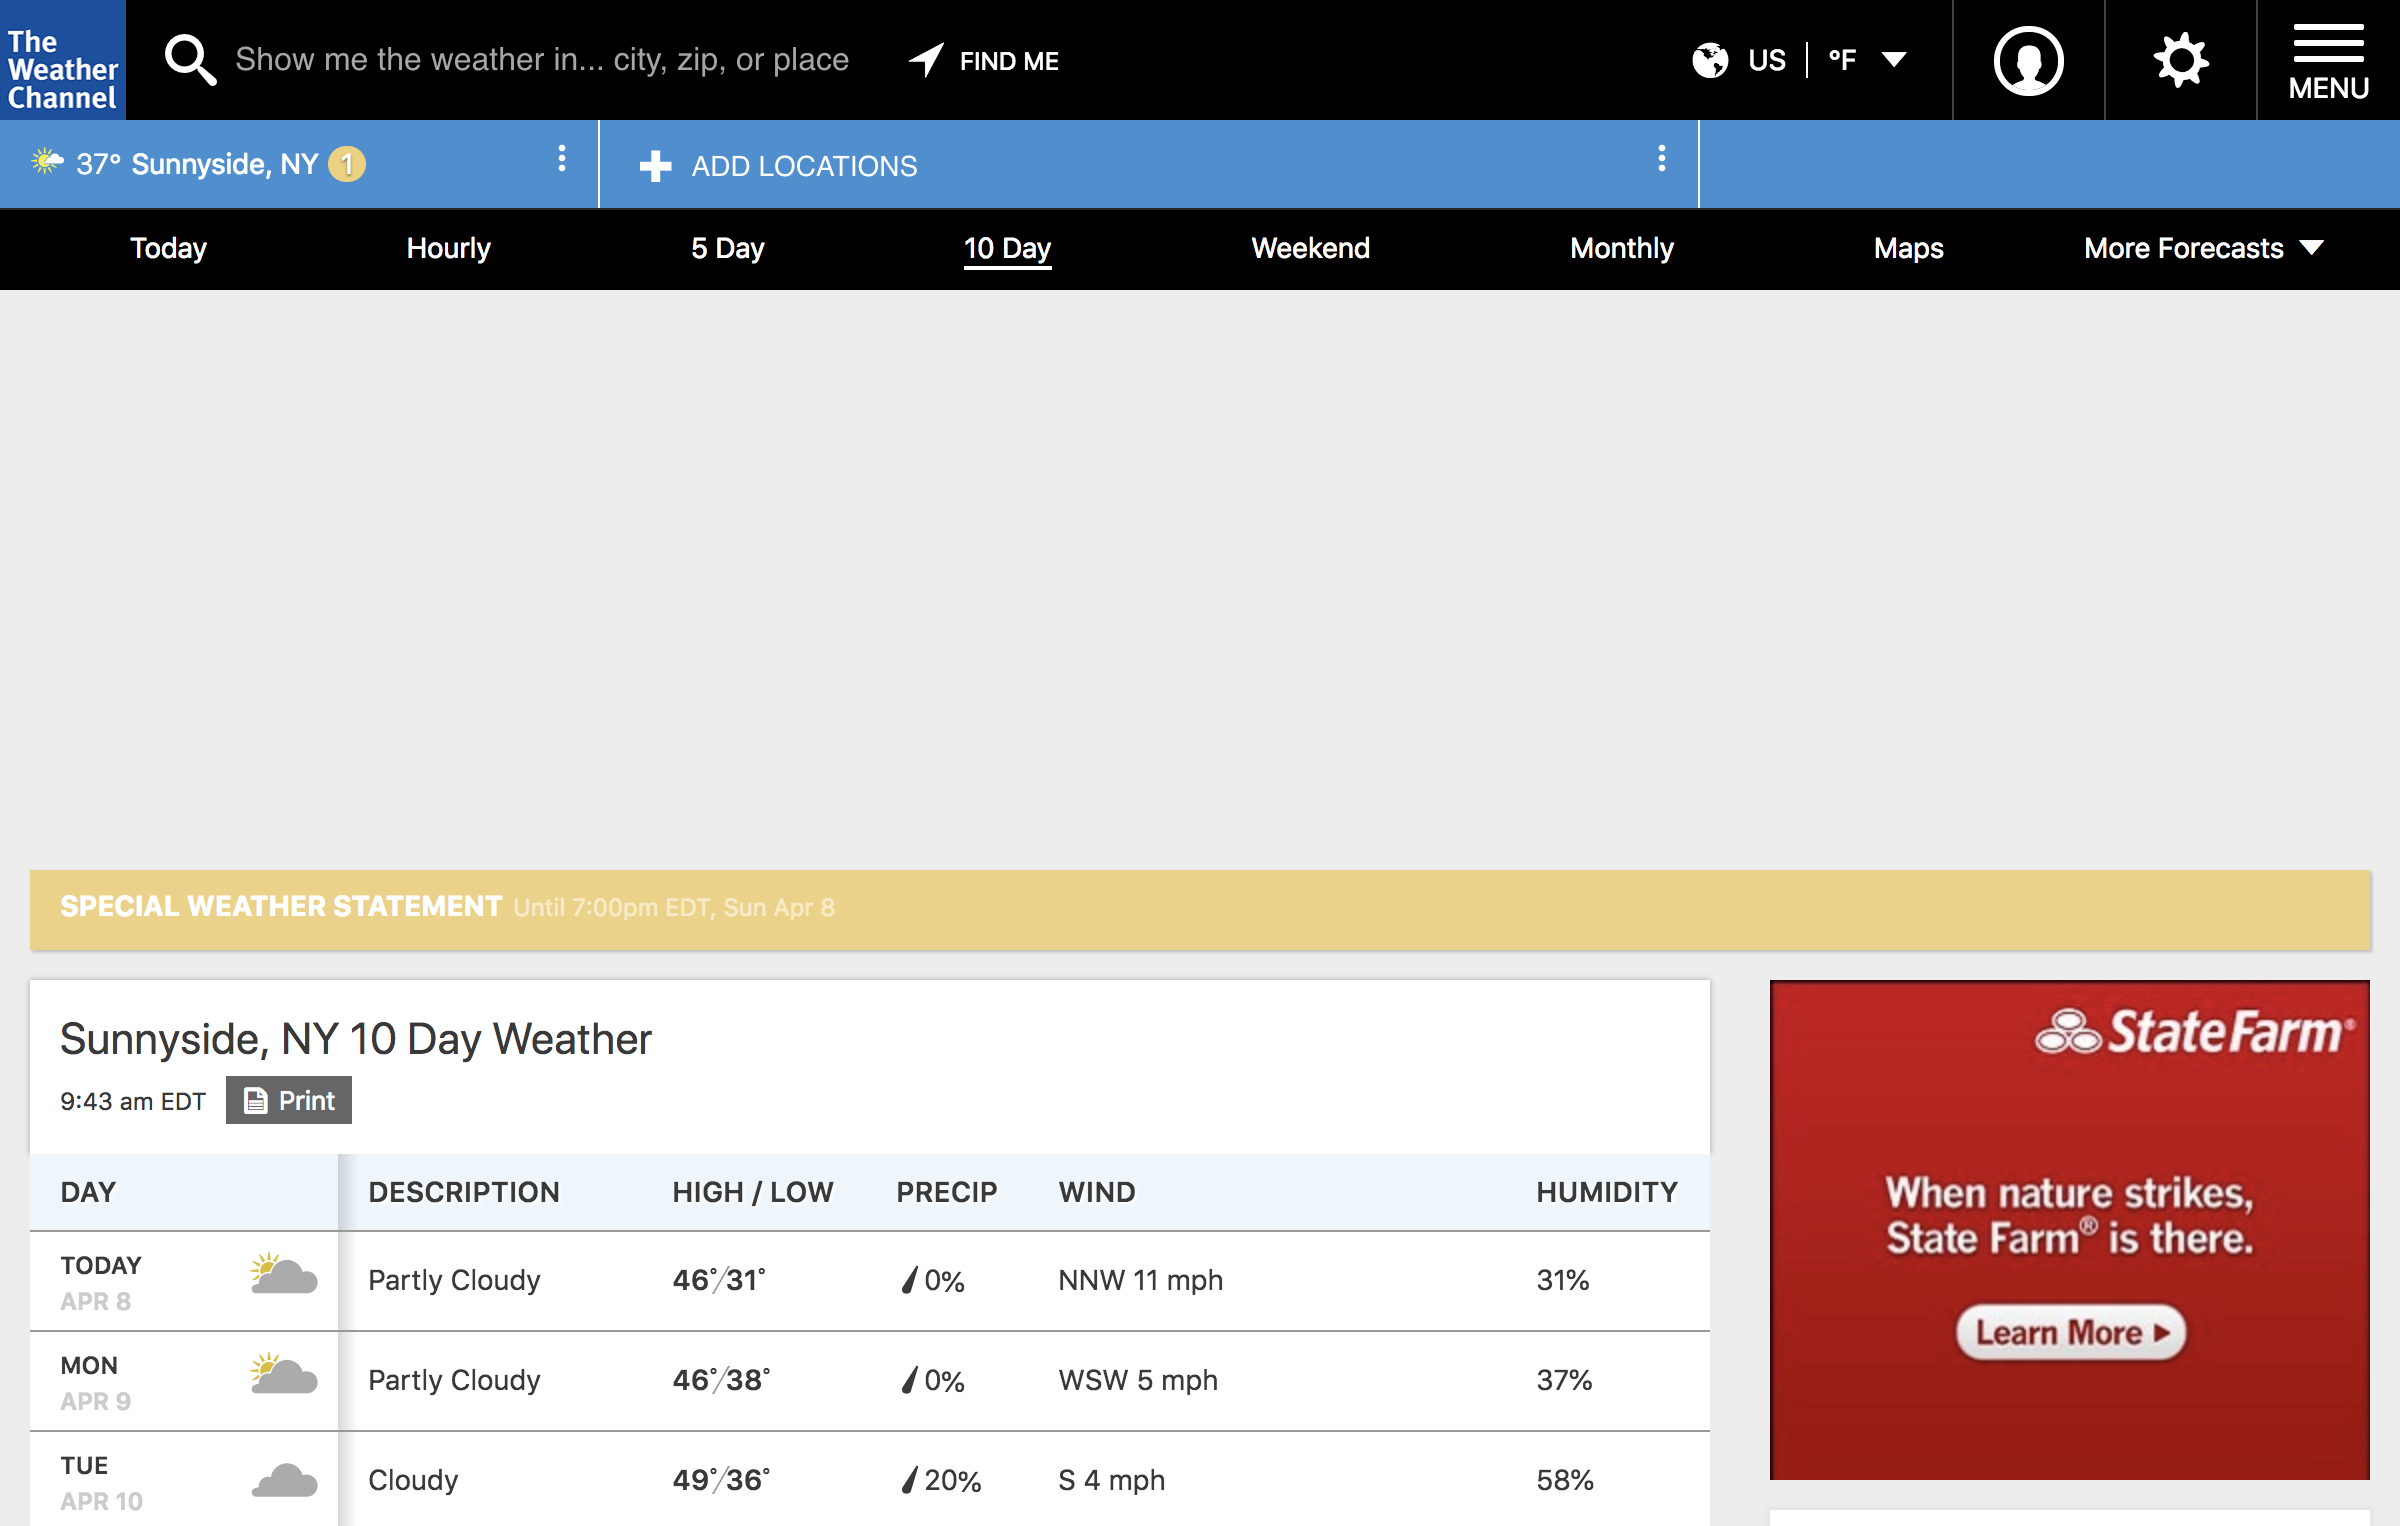 The
Weather
Channel
Show me the weather in... city, zip, or place
FIND ME
US
°F
MENU
37° Sunnyside, NY 1
ADD LOCATIONS
Today
Hourly
5 Day
10 Day
Weekend
Monthly
Maps
More Forecasts
SPECIAL WEATHER STATEMENT Until 7:00pm EDT, Sun Apr 8
Sunnyside, NY 10 Day Weather
9:43 am EDT
Print
DAY DESCRIPTION HIGH / LOW PRECIP WIND HUMIDITY
TODAY
APR 8
Partly Cloudy 46°/31° 0% NNW 11 mph 31%
MON
APR 9
Partly Cloudy 46°/38° 0% WSW 5 mph 37%
TUE
APR 10
Cloudy 49°/36° 20% S 4 mph 58%
StateFarm®
When nature strikes,
State Farm® is there.
Learn More